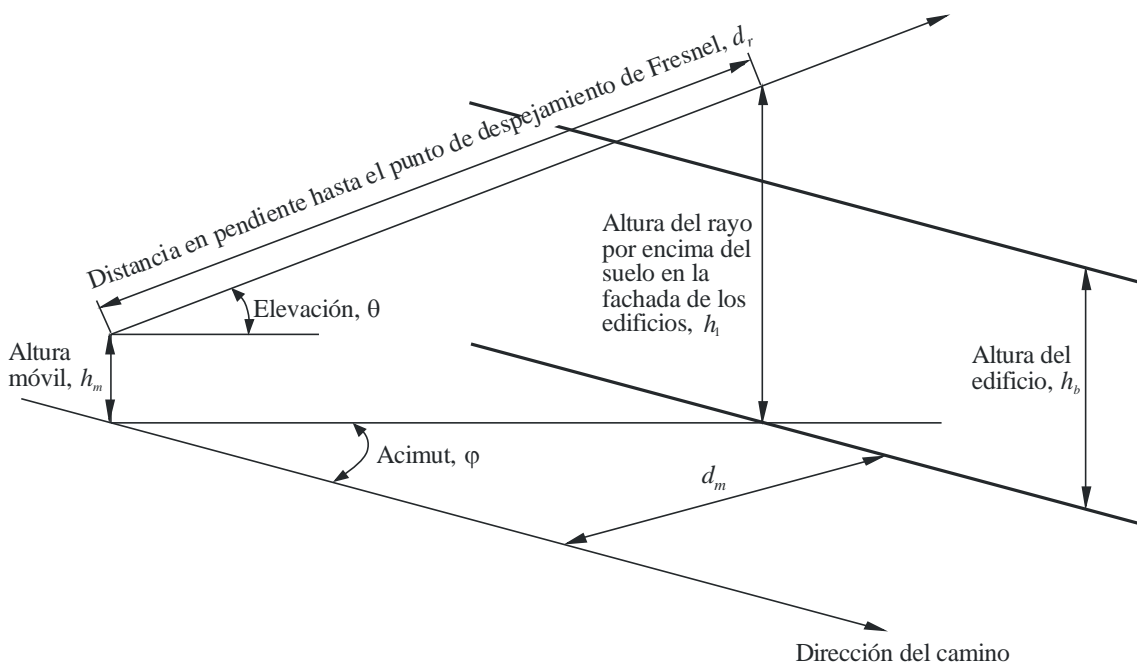 Distancia en pendiente hasta el punto de despejamiento de Fresnel, d_r
Altura del rayo
por encima del
suelo en la
fachada de los
edificios, h_1
Elevación, θ
Altura
móvil, h_m
Altura del
edificio, h_b
Acimut, φ
d_m
Dirección del camino